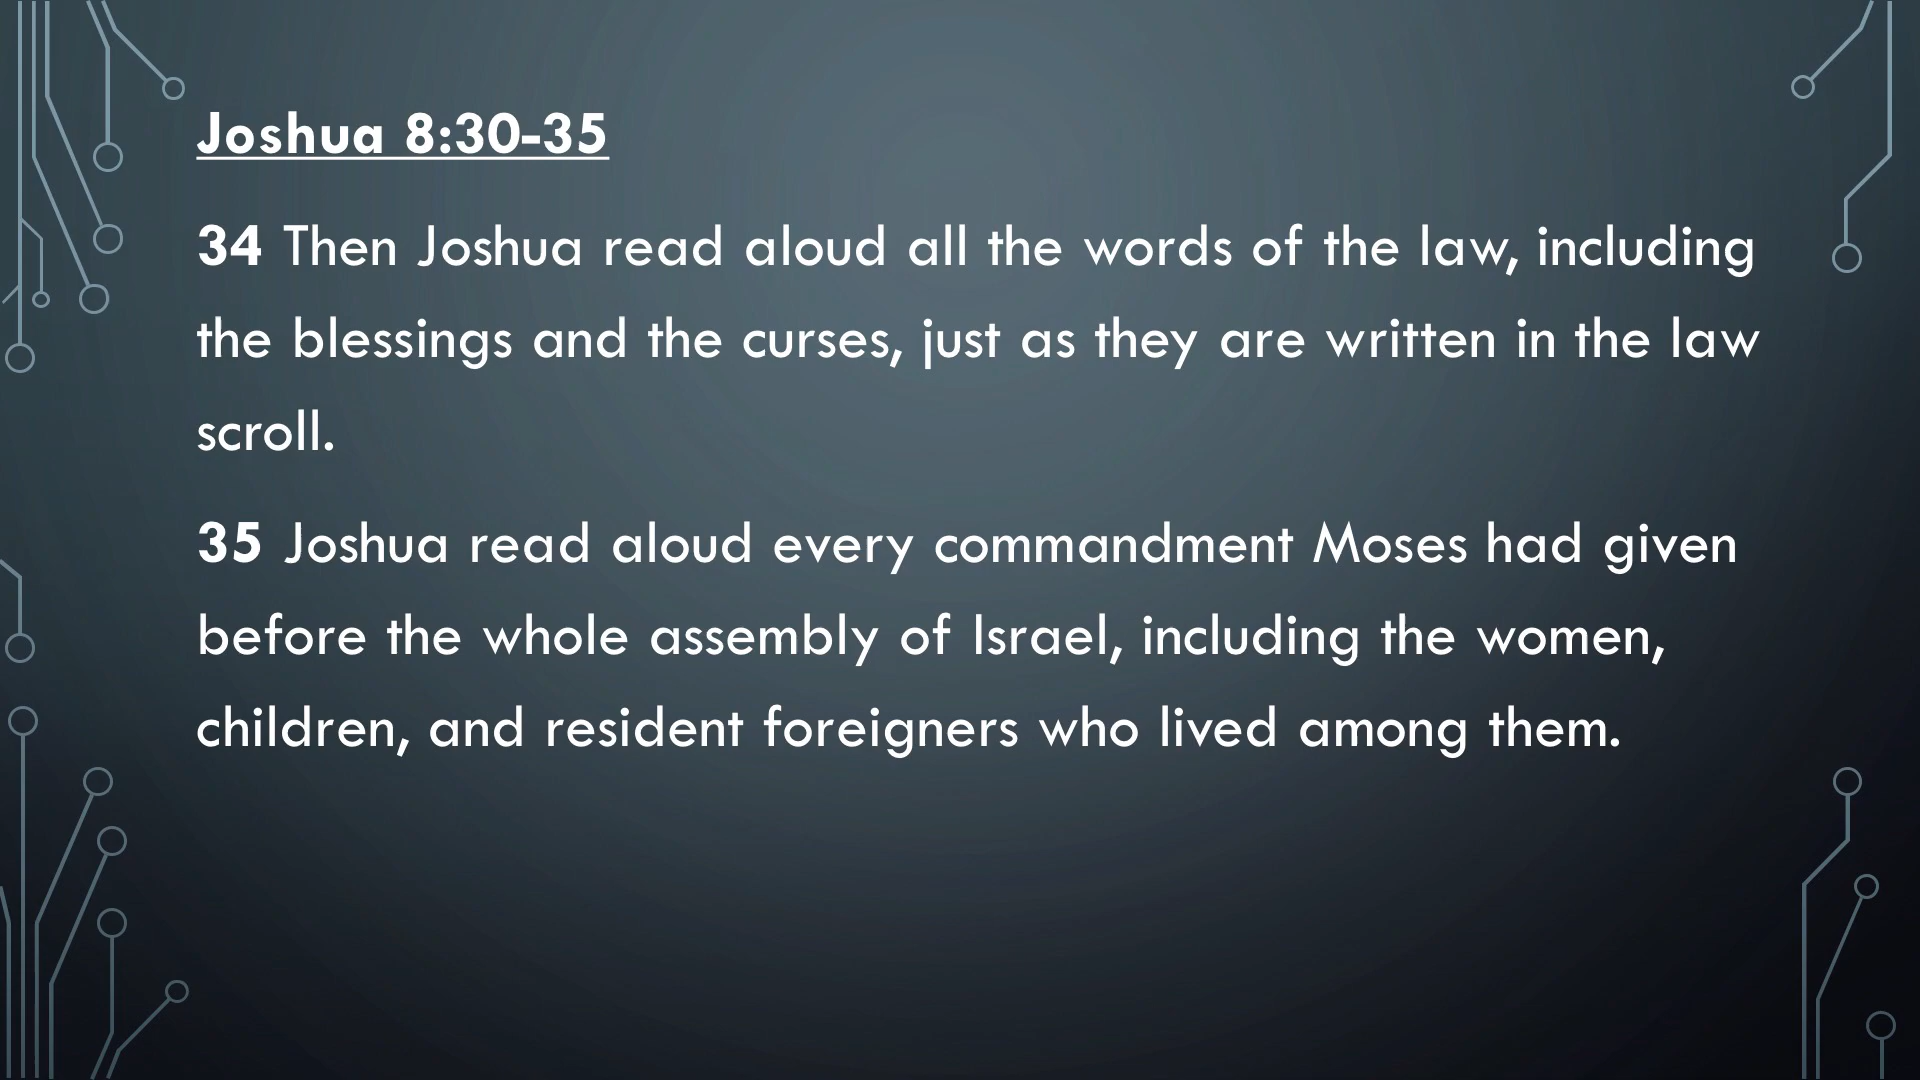 Joshua 8:30-35
34 Then Joshua read aloud all the words of the law, including
the blessings and the curses, just as they are written in the law
scroll.
35 Joshua read aloud every commandment Moses had given
before the whole assembly of Israel, including the women,
children, and resident foreigners who lived among them.